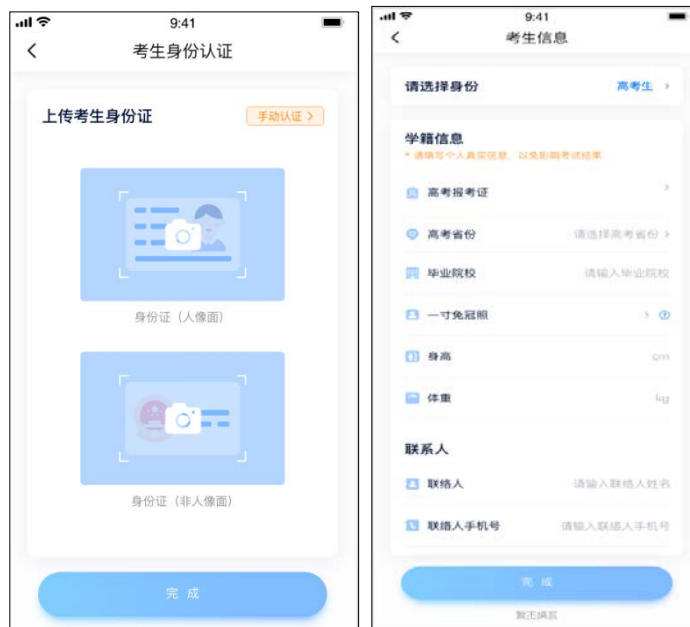 9:41
考生身份认证
上传考生身份证
手动认证 >
身份证（人像面）
身份证（非人像面）
完 成
9:41
考生信息
请选择身份 高考生 >
学籍信息
* 请填写个人真实信息，以免影响考试结果
高考报考证 >
高考省份 请选择高考省份 >
毕业院校 请输入毕业院校
一寸免冠照 >
身高 cm
体重 kg
联系人
联络人 请输入联络人姓名
联络人手机号 请输入联络人手机号
完 成